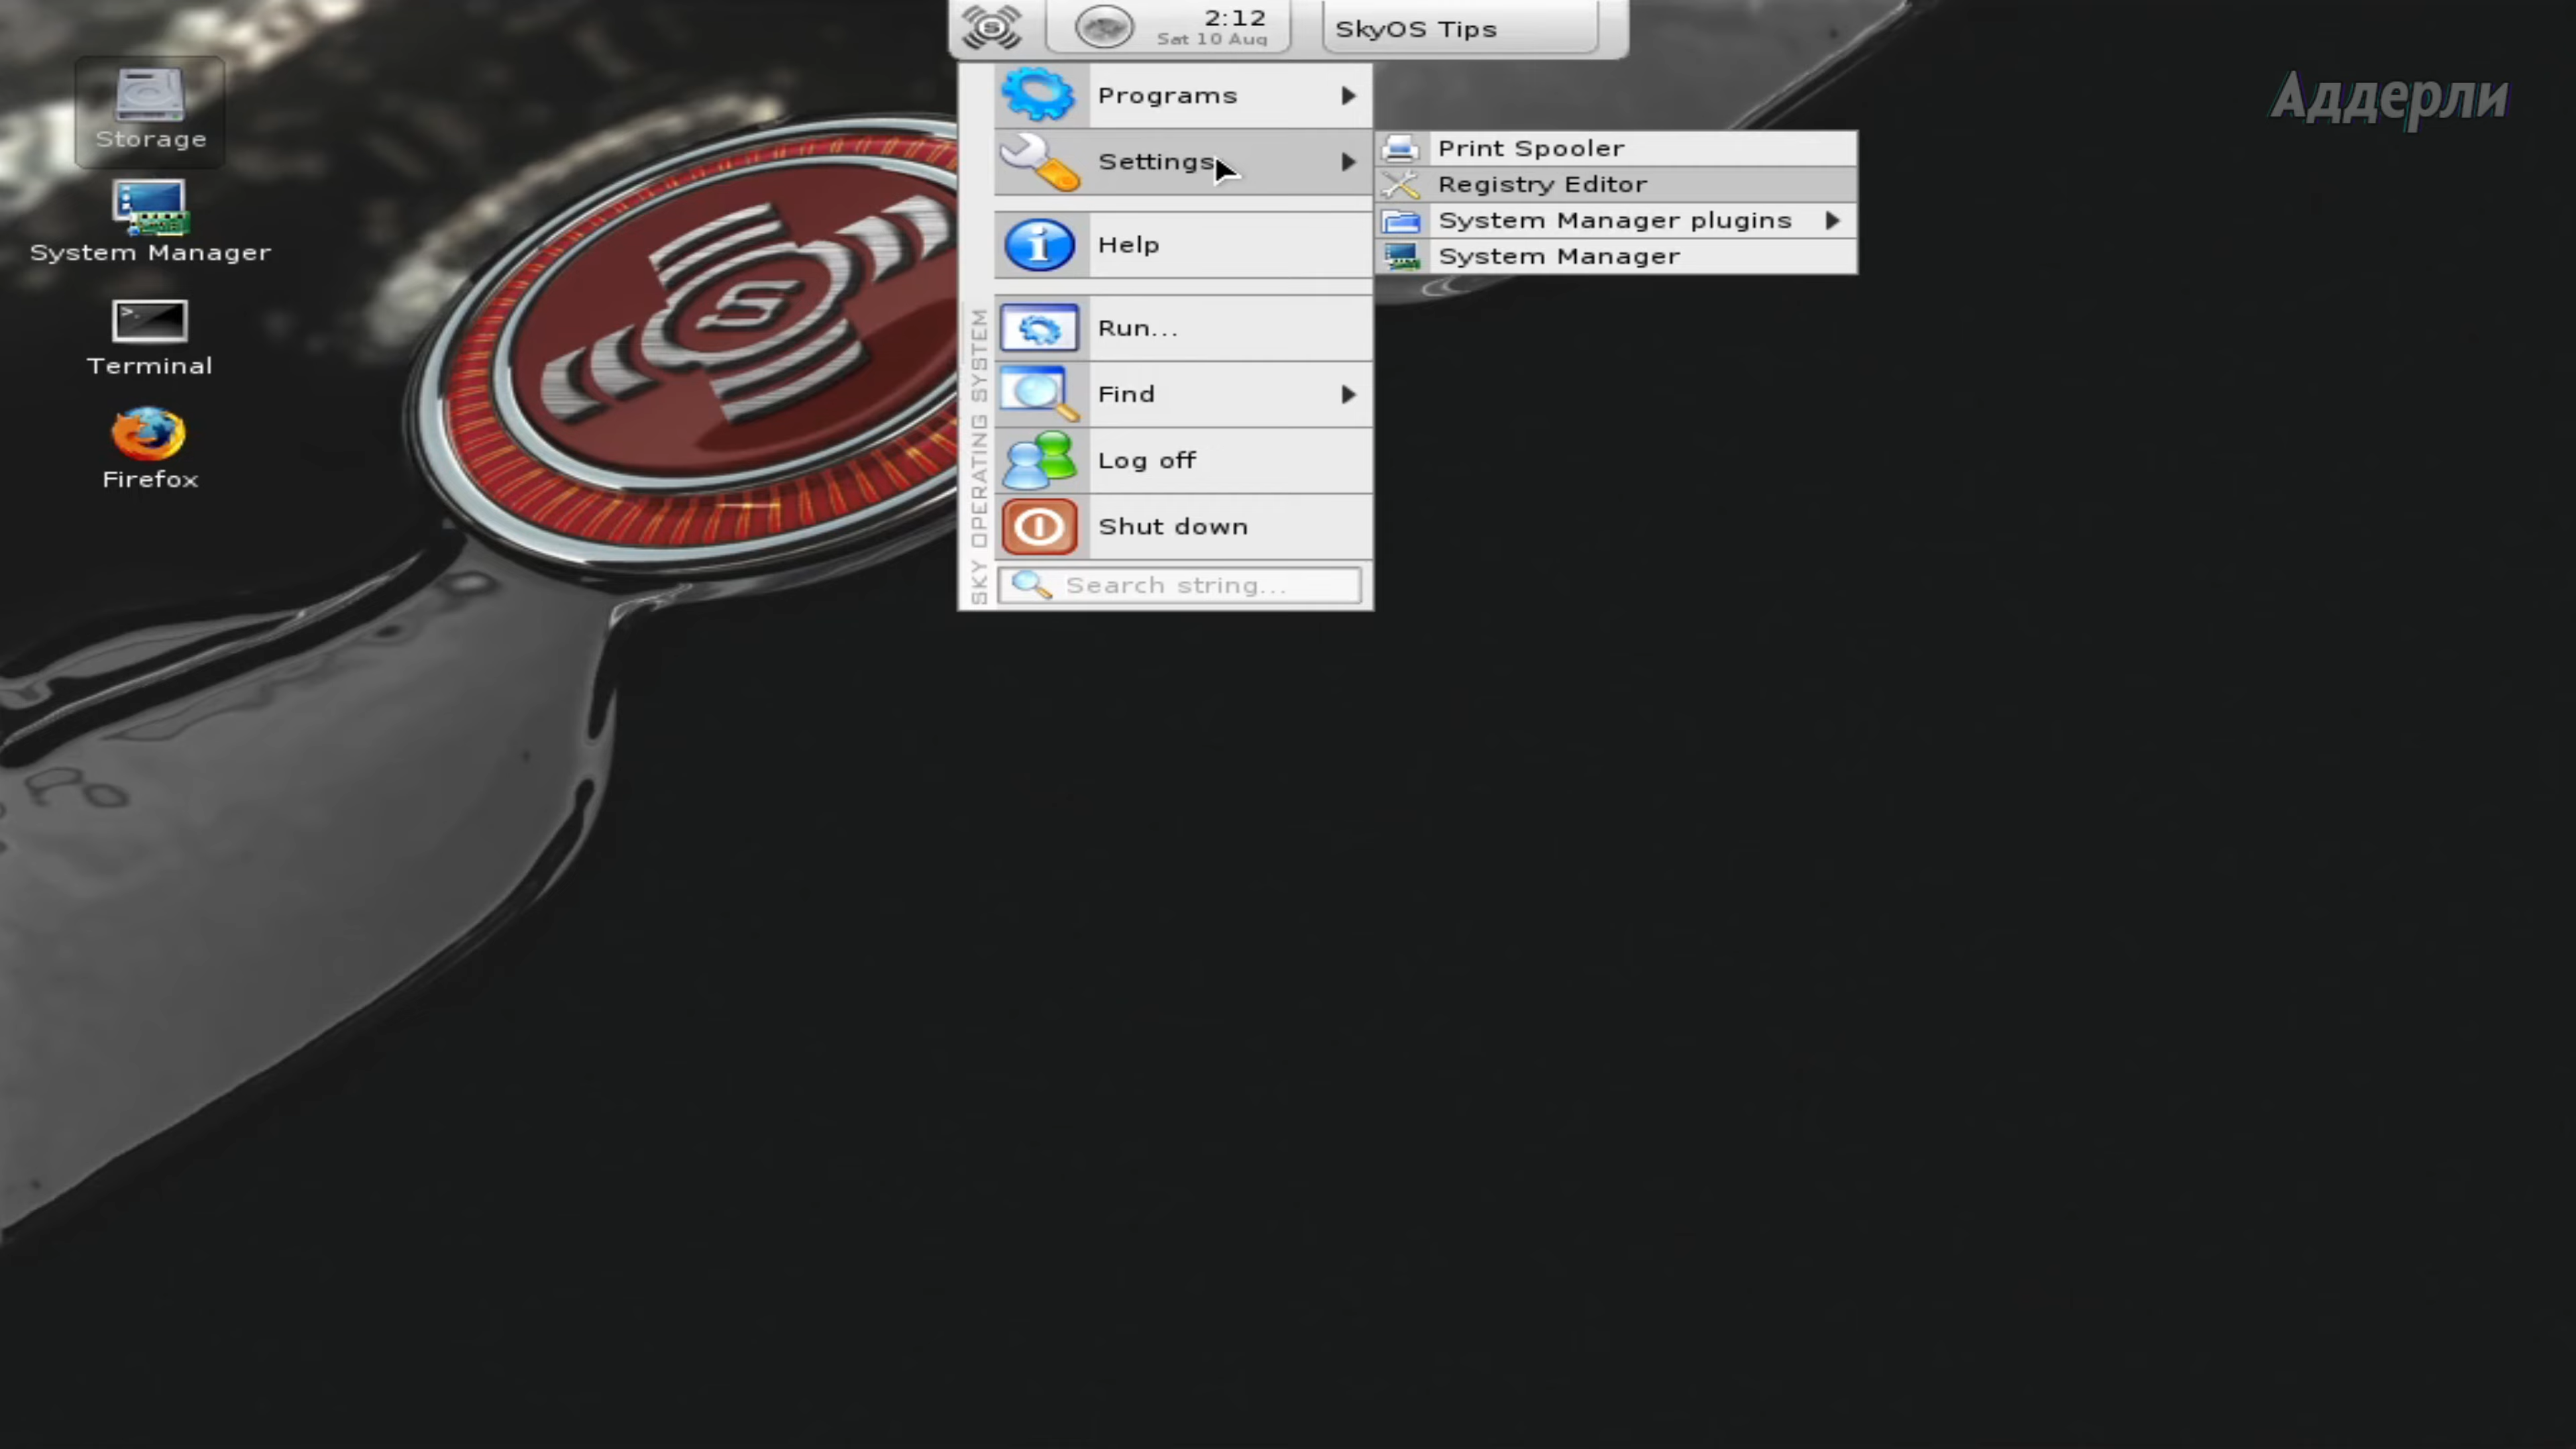 2:12
Sat 10 Aug
SkyOS Tips
Storage
System Manager
Terminal
Firefox
Programs
Settings
Help
Run...
Find
Log off
Shut down
Search string...
SKY OPERATING SYSTEM
Print Spooler
Registry Editor
System Manager plugins
System Manager
S
Аддерли